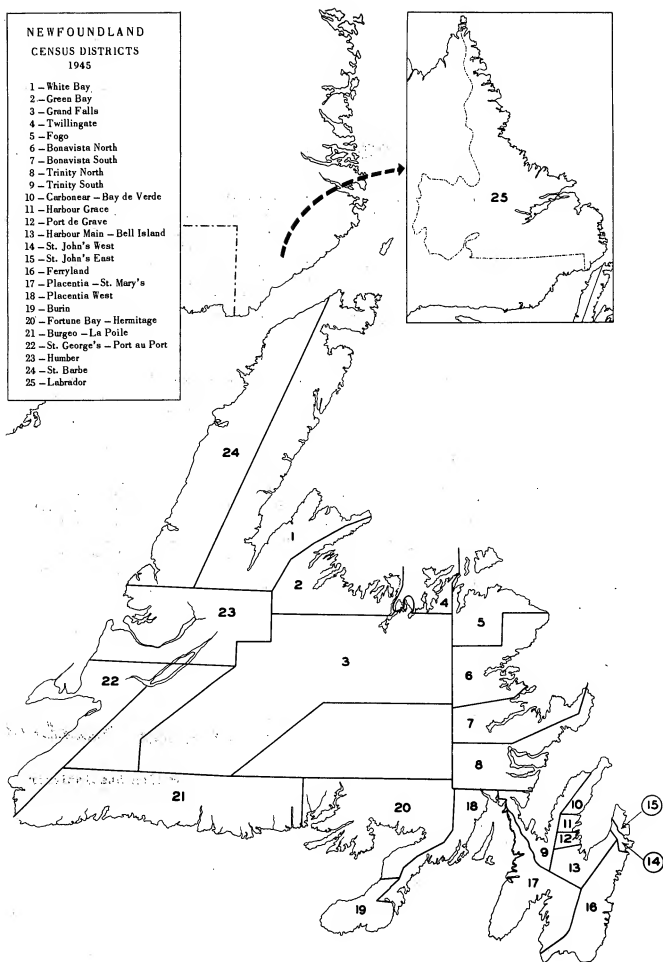 NEWFOUNDLAND
CENSUS DISTRICTS
1945
1 – White Bay
2 – Green Bay
3 – Grand Falls
4 – Twillingate
5 – Fogo
6 – Bonavista North
7 – Bonavista South
8 – Trinity North
9 – Trinity South
10 – Carbonear – Bay de Verde
11 – Harbour Grace
12 – Port de Grave
13 – Harbour Main – Bell Island
14 – St. John's West
15 – St. John's East
16 – Ferryland
17 – Placentia – St. Mary's
18 – Placentia West
19 – Burin
20 – Fortune Bay – Hermitage
21 – Burgeo – La Poile
22 – St. George's – Port au Port
23 – Humber
24 – St. Barbe
25 – Labrador
25
24
1
2
4
23
5
3
6
22
7
8
21
20
18
10
15
11
12
9
13
14
17
19
16